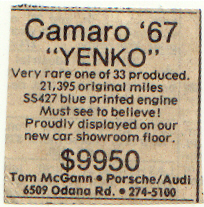 Camaro '67
"YENKO"
Very rare one of 33 produced.
21,395 original miles
SS427 blue printed engine
Must see to believe!
Proudly displayed on our
new car showroom floor.
$9950
Tom McGann • Porsche/Audi
6509 Odana Rd. • 274-5100